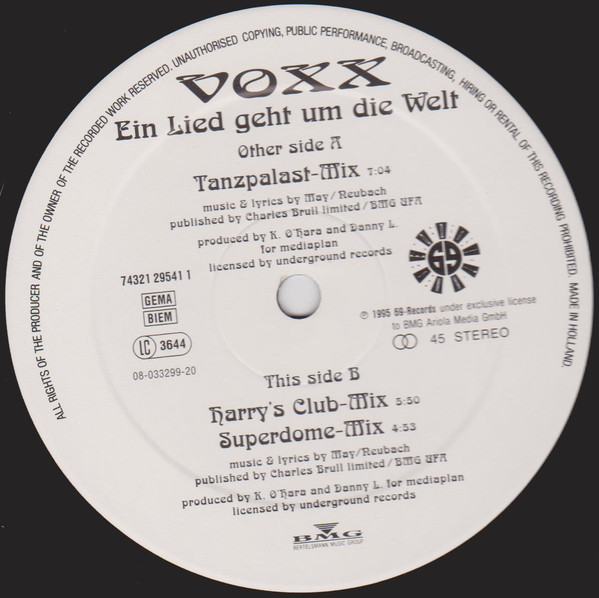 ALL RIGHTS OF THE PRODUCER AND OF THE OWNER OF THE RECORDED WORK RESERVED. UNAUTHORISED COPYING, PUBLIC PERFORMANCE, BROADCASTING, HIRING OR RENTAL OF THIS RECORDING PROHIBITED. MADE IN HOLLAND.
VOXX
Ein Lied geht um die Welt
Other side A
Tanzpalast-Mix 7:04
music & lyrics by May/Neubach
published by Charles Brull limited/BMG UFA
produced by K. O'Hara and Danny L.
for mediaplan
licensed by underground records
69
74321 29541 1
GEMA
BIEM
LC 3644
08-033299-20
℗ 1995 69-Records under exclusive license
to BMG Ariola Media GmbH
45 STEREO
This side B
Harry's Club-Mix 5:50
Superdome-Mix 4:53
music & lyrics by May/Neubach
published by Charles Brull limited/BMG UFA
produced by K. O'Hara and Danny L. for mediaplan
licensed by underground records
BMG
BERTELSMANN MUSIC GROUP